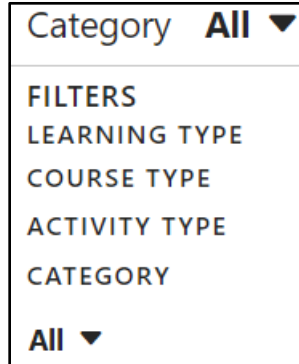 Category All
FILTERS
LEARNING TYPE
COURSE TYPE
ACTIVITY TYPE
CATEGORY
All